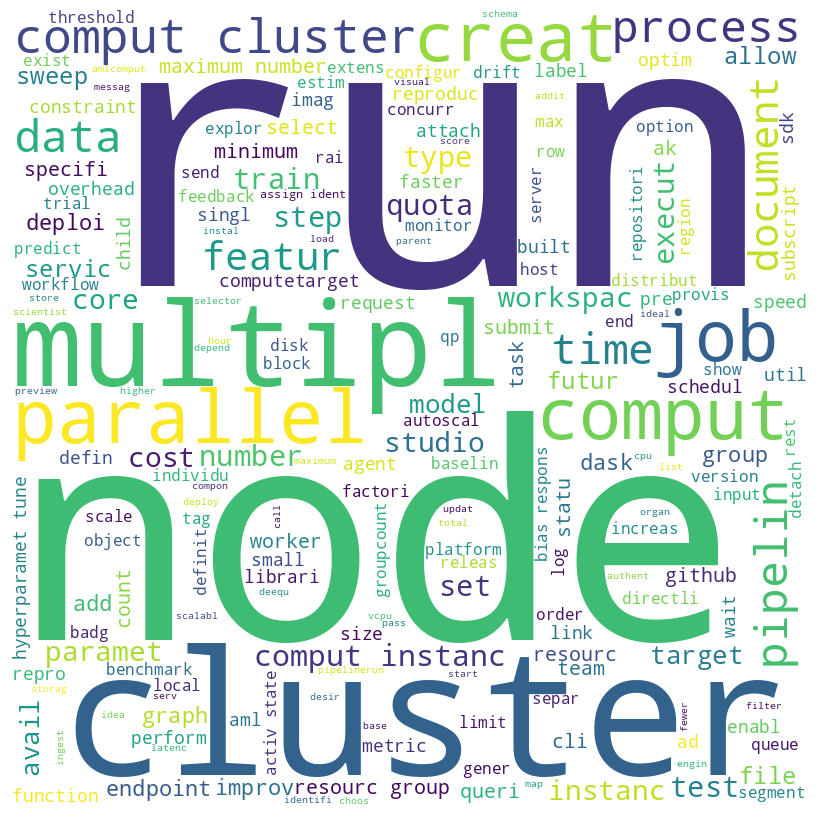 threshold
schema
comput cluster
creat
process
exist
amlcomput
maximum number
extens
configur
drift
label
optim
allow
sweep
messag
estim
visual
addit
constraint
imag
concurr
reproduc
run
data
explor
select
attach
score
max
option
sdk
document
minimum
rai
type
row
ak
specifi
send
train
faster
server
execut
repositori
region
subscript
overhead
feedback
assign ident
quota
trial
deploi
child
singl
step
monitor
built
predict
instal
load
parent
servic
featur
computetarget
host
distribut
workflow
store
core
selector
request
workspac
pre
provis
speed
scientist
multipl
hour
depend
disk
block
qp
submit
task
time
end
job
ideal
show
util
preview
higher
futur
schedul
parallel
model
autoscal
comput
defin
cost
number
studio
agent
baselin
dask
cpu
list
group
rest
maximum
individu
factori
version
input
detach
hyperparamet tune
compon
deploy
tag
node
call
updat
total
groupcount
bias respons
statu
organ
increas
pipelin
scale
object
definit
worker
small
librari
platform
releas
log
github
authent
add
count
deequ
set
directli
badg
scalabl
vcpu
pass
size
order
link
wait
paramet
comput instanc
resourc
target
repro
benchmark
pipelinerun
start
team
storag
local
serv
cluster
avail
idea
graph
aml
activ state
desir
base
limit
separ
fewer
filter
enabl
ingest
perform
latenc
metric
cli
ad
queue
gener
map
engin
file
function
endpoint
improv
resourc group
identifi
choos
queri
instanc
test
segment